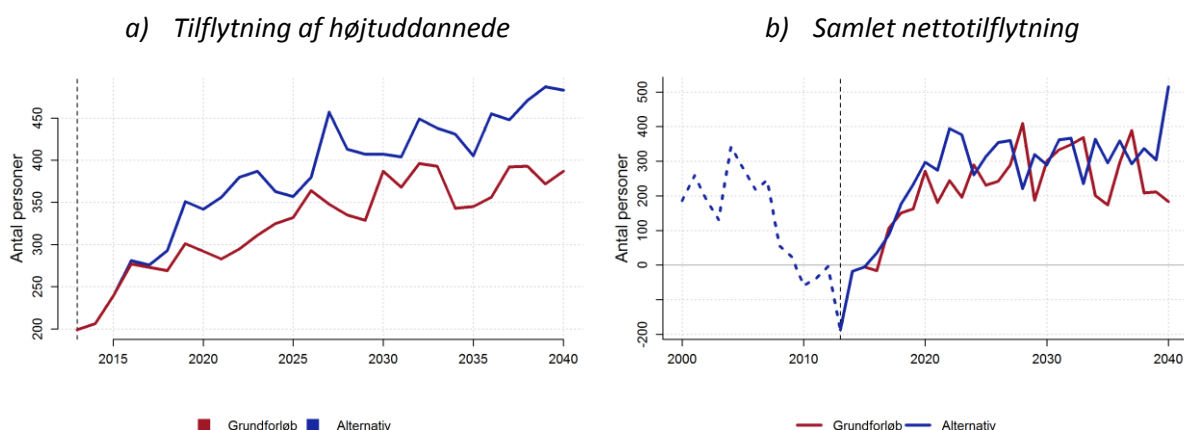 a) Tilflytning af højtuddannede
b) Samlet nettotilflytning
Antal personer
450
400
350
300
250
200
2015 2020 2025 2030 2035 2040
Grundforløb Alternativ
Antal personer
500
400
300
200
100
0
-200
2000 2010 2020 2030 2040
Grundforløb Alternativ